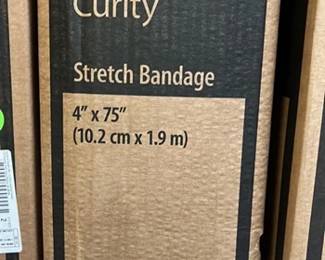 Curity
Stretch Bandage
4” x 75”
(10.2 cm x 1.9 m)